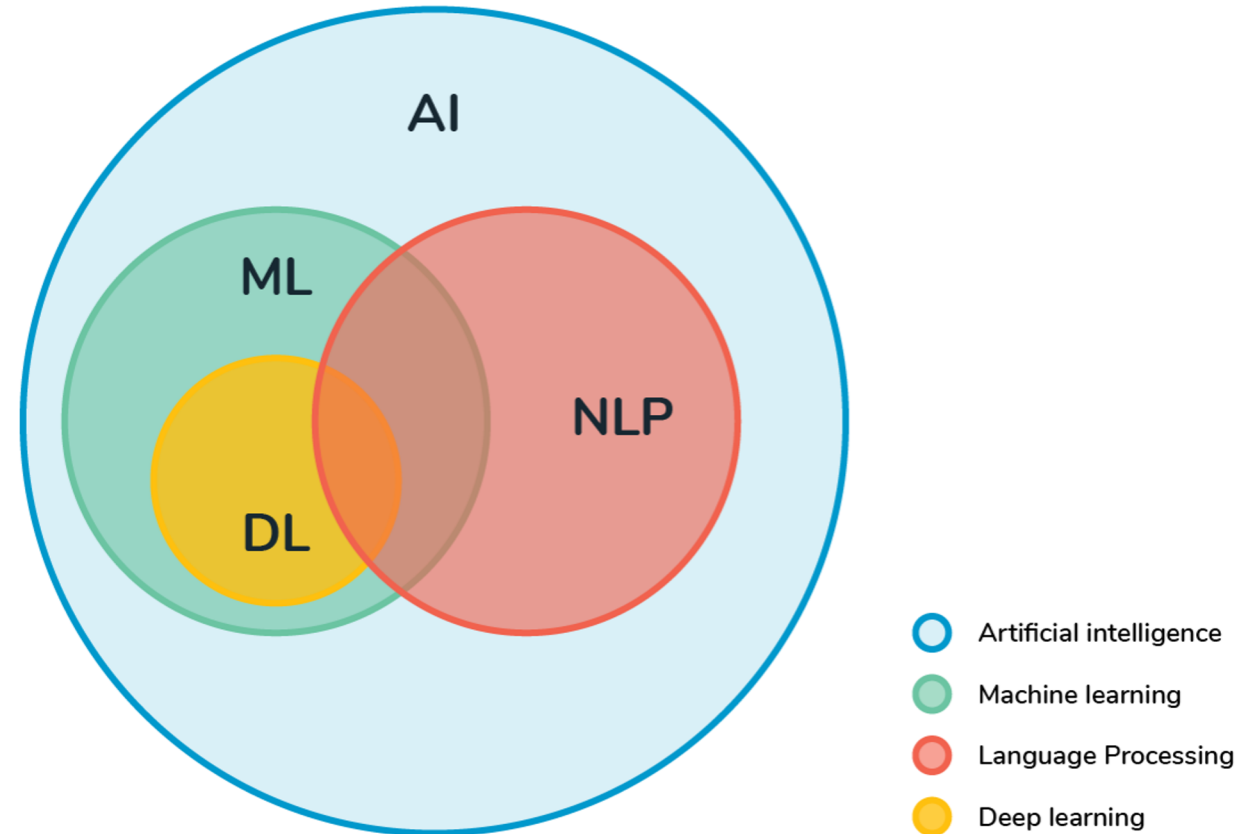 AI
ML
NLP
DL
Artificial intelligence
Machine learning
Language Processing
Deep learning